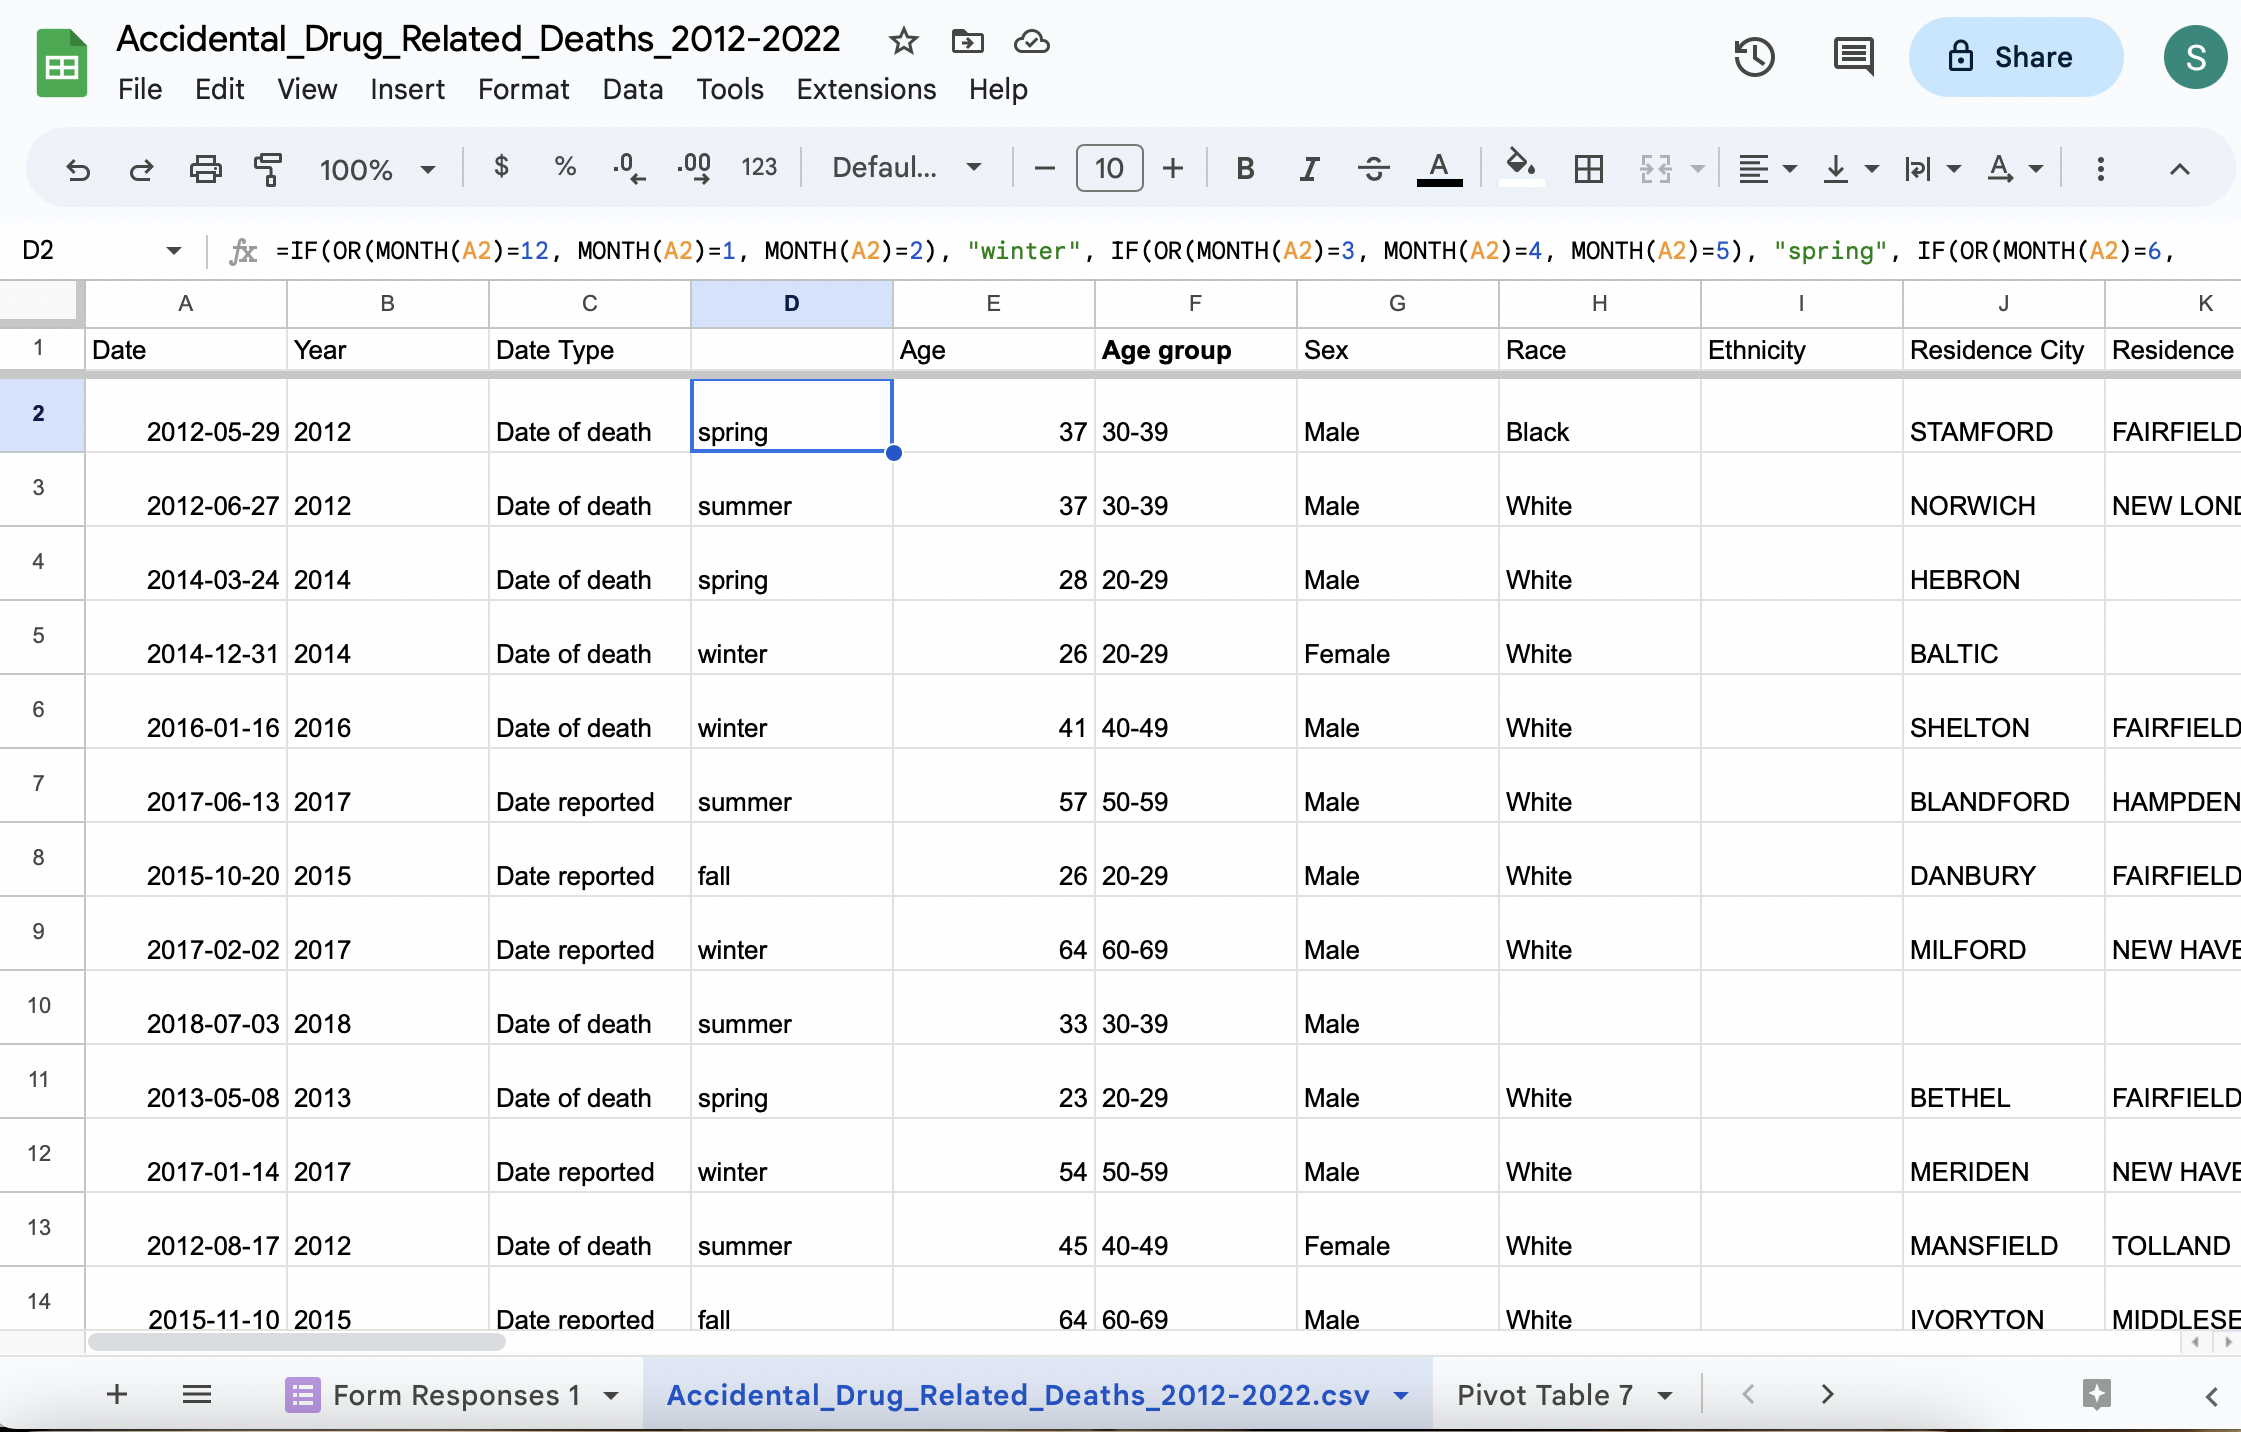 Accidental_Drug_Related_Deaths_2012-2022
File Edit View Insert Format Data Tools Extensions Help
Share
S
100% $ % .0 .00 123 Defaul... 10 B I A A
D2 fx =IF(OR(MONTH(A2)=12, MONTH(A2)=1, MONTH(A2)=2), "winter", IF(OR(MONTH(A2)=3, MONTH(A2)=4, MONTH(A2)=5), "spring", IF(OR(MONTH(A2)=6,
A B C D E F G H I J K
1 Date Year Date Type Age Age group Sex Race Ethnicity Residence City Residence
2 2012-05-29 2012 Date of death spring 37 30-39 Male Black STAMFORD FAIRFIELD
3 2012-06-27 2012 Date of death summer 37 30-39 Male White NORWICH NEW LOND
4 2014-03-24 2014 Date of death spring 28 20-29 Male White HEBRON
5 2014-12-31 2014 Date of death winter 26 20-29 Female White BALTIC
6 2016-01-16 2016 Date of death winter 41 40-49 Male White SHELTON FAIRFIELD
7 2017-06-13 2017 Date reported summer 57 50-59 Male White BLANDFORD HAMPDEN
8 2015-10-20 2015 Date reported fall 26 20-29 Male White DANBURY FAIRFIELD
9 2017-02-02 2017 Date reported winter 64 60-69 Male White MILFORD NEW HAVE
10 2018-07-03 2018 Date of death summer 33 30-39 Male
11 2013-05-08 2013 Date of death spring 23 20-29 Male White BETHEL FAIRFIELD
12 2017-01-14 2017 Date reported winter 54 50-59 Male White MERIDEN NEW HAVE
13 2012-08-17 2012 Date of death summer 45 40-49 Female White MANSFIELD TOLLAND
14 2015-11-10 2015 Date reported fall 64 60-69 Male White IVORYTON MIDDLESE
Form Responses 1 Accidental_Drug_Related_Deaths_2012-2022.csv Pivot Table 7